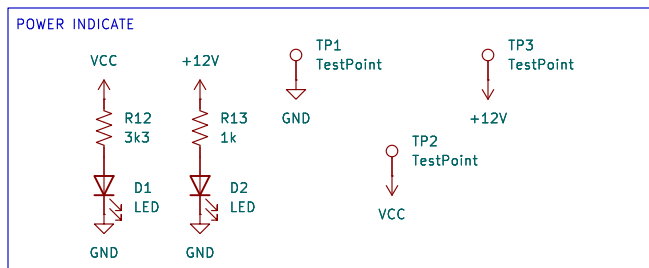 POWER INDICATE
VCC
+12V
TP1
TestPoint
TP3
TestPoint
R12
3k3
R13
1k
GND
+12V
TP2
TestPoint
D1
LED
D2
LED
VCC
GND
GND